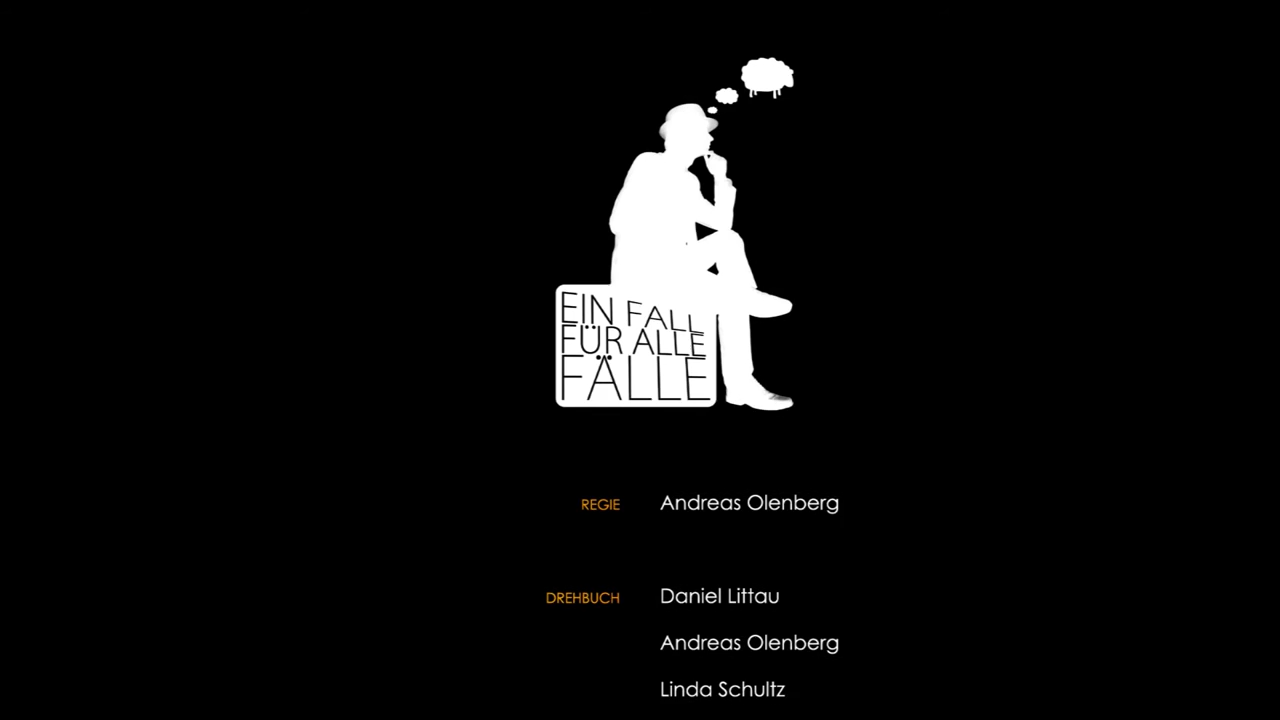 EIN FALL
FÜR ALLE
FÄLLE
REGIE Andreas Olenberg
DREHBUCH Daniel Littau
Andreas Olenberg
Linda Schultz